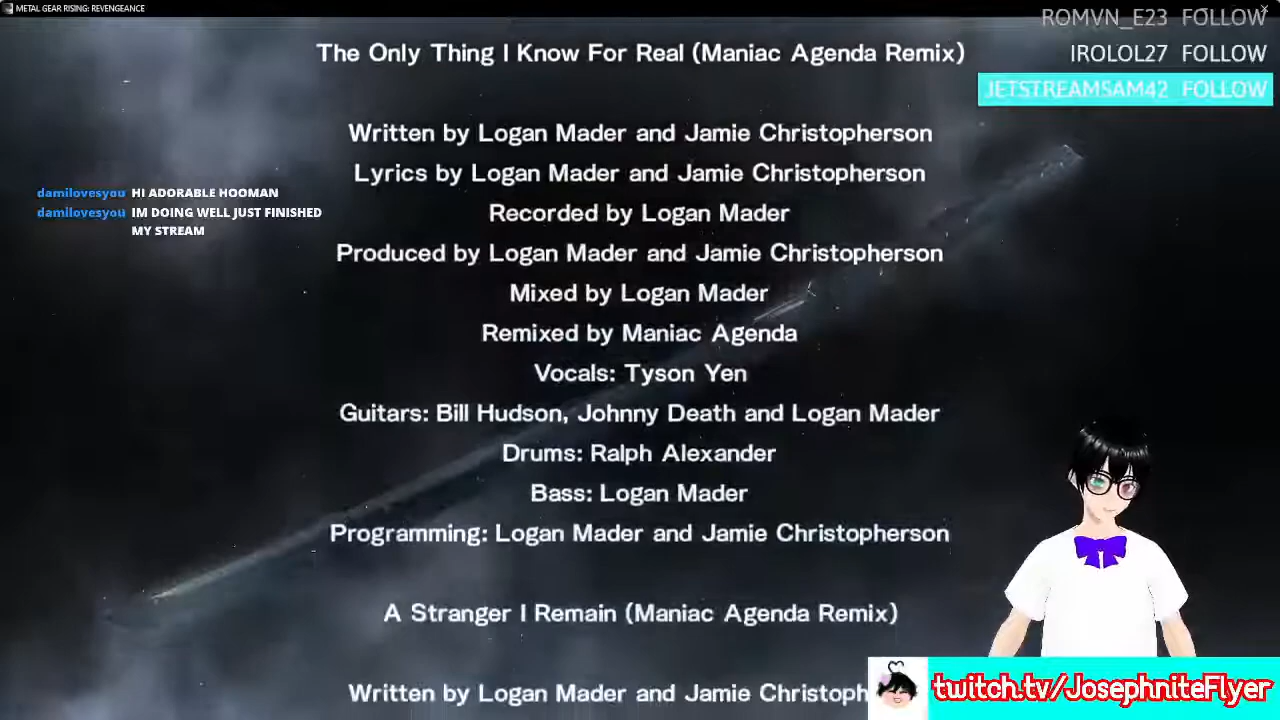 METAL GEAR RISING: REVENGEANCE
ROMVN_E23 FOLLOW
IROLOL27 FOLLOW
JETSTREAMSAM42 FOLLOW
The Only Thing I Know For Real (Maniac Agenda Remix)
Written by Logan Mader and Jamie Christopherson
Lyrics by Logan Mader and Jamie Christopherson
damilovesyou HI ADORABLE HOOMAN
damilovesyou IM DOING WELL JUST FINISHED
MY STREAM
Recorded by Logan Mader
Produced by Logan Mader and Jamie Christopherson
Mixed by Logan Mader
Remixed by Maniac Agenda
Vocals: Tyson Yen
Guitars: Bill Hudson, Johnny Death and Logan Mader
Drums: Ralph Alexander
Bass: Logan Mader
Programming: Logan Mader and Jamie Christopherson
A Stranger I Remain (Maniac Agenda Remix)
Written by Logan Mader and Jamie Christoph
twitch.tv/JosephniteFlyer